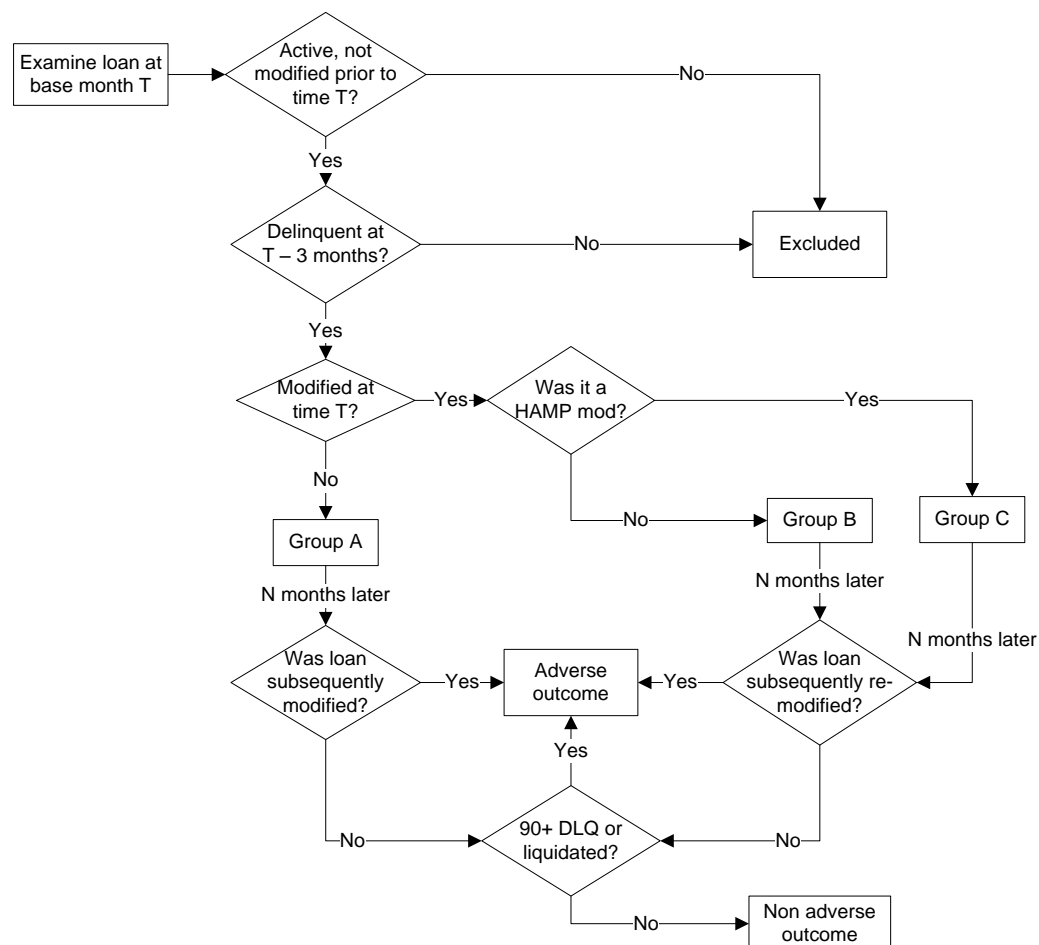 Examine loan at
base month T
Active, not
modified prior to
time T?
No
Yes
Delinquent at
T – 3 months?
No
Excluded
Yes
Modified at
time T?
Yes
Was it a
HAMP mod?
Yes
No
No
Group A
Group B
Group C
N months later
N months later
N months later
Was loan
subsequently
modified?
Yes
Adverse
outcome
Yes
Was loan
subsequently re-
modified?
Yes
No
90+ DLQ or
liquidated?
No
No
Non adverse
outcome